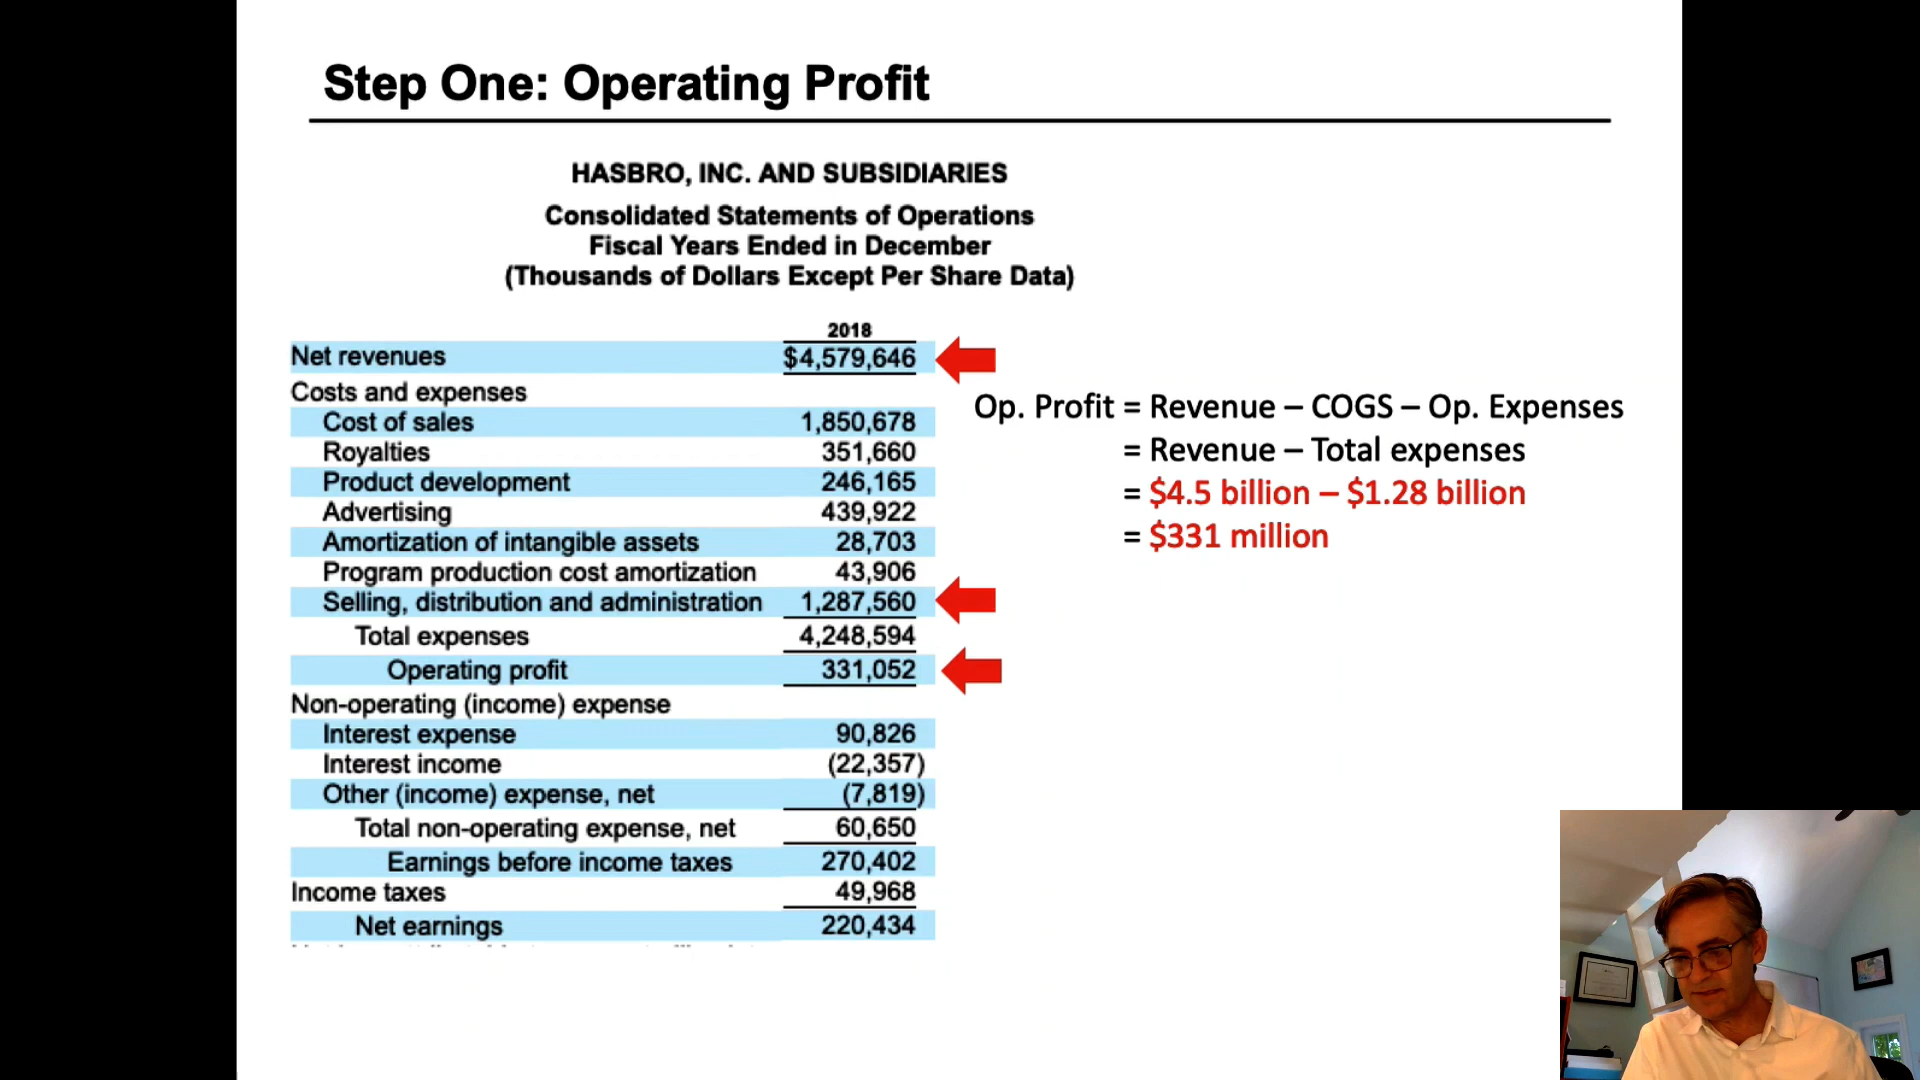 Step One: Operating Profit
HASBRO, INC. AND SUBSIDIARIES
Consolidated Statements of Operations
Fiscal Years Ended in December
(Thousands of Dollars Except Per Share Data)
2018
Net revenues $4,579,646
Costs and expenses
Cost of sales 1,850,678
Royalties 351,660
Product development 246,165
Advertising 439,922
Amortization of intangible assets 28,703
Program production cost amortization 43,906
Selling, distribution and administration 1,287,560
Total expenses 4,248,594
Operating profit 331,052
Non-operating (income) expense
Interest expense 90,826
Interest income (22,357)
Other (income) expense, net (7,819)
Total non-operating expense, net 60,650
Earnings before income taxes 270,402
Income taxes 49,968
Net earnings 220,434
Op. Profit = Revenue – COGS – Op. Expenses
= Revenue – Total expenses
= $4.5 billion – $1.28 billion
= $331 million